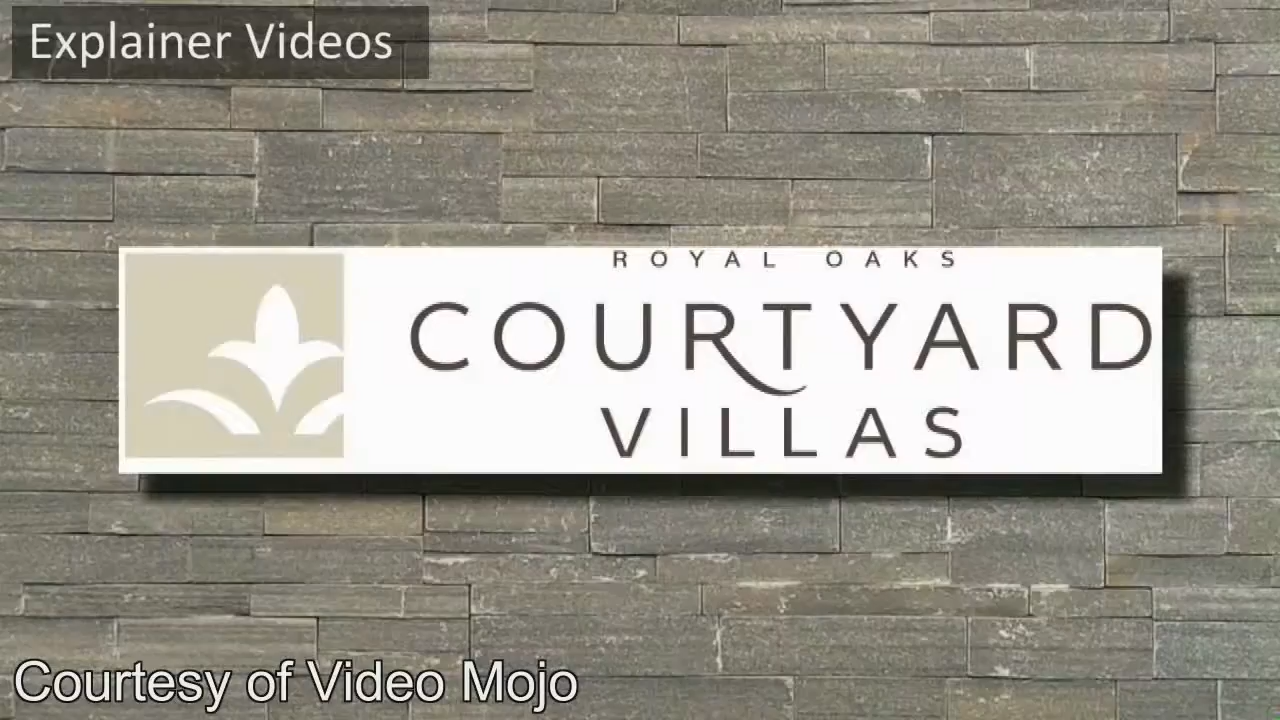 Explainer Videos
ROYAL OAKS
COURTYARD
VILLAS
Courtesy of Video Mojo